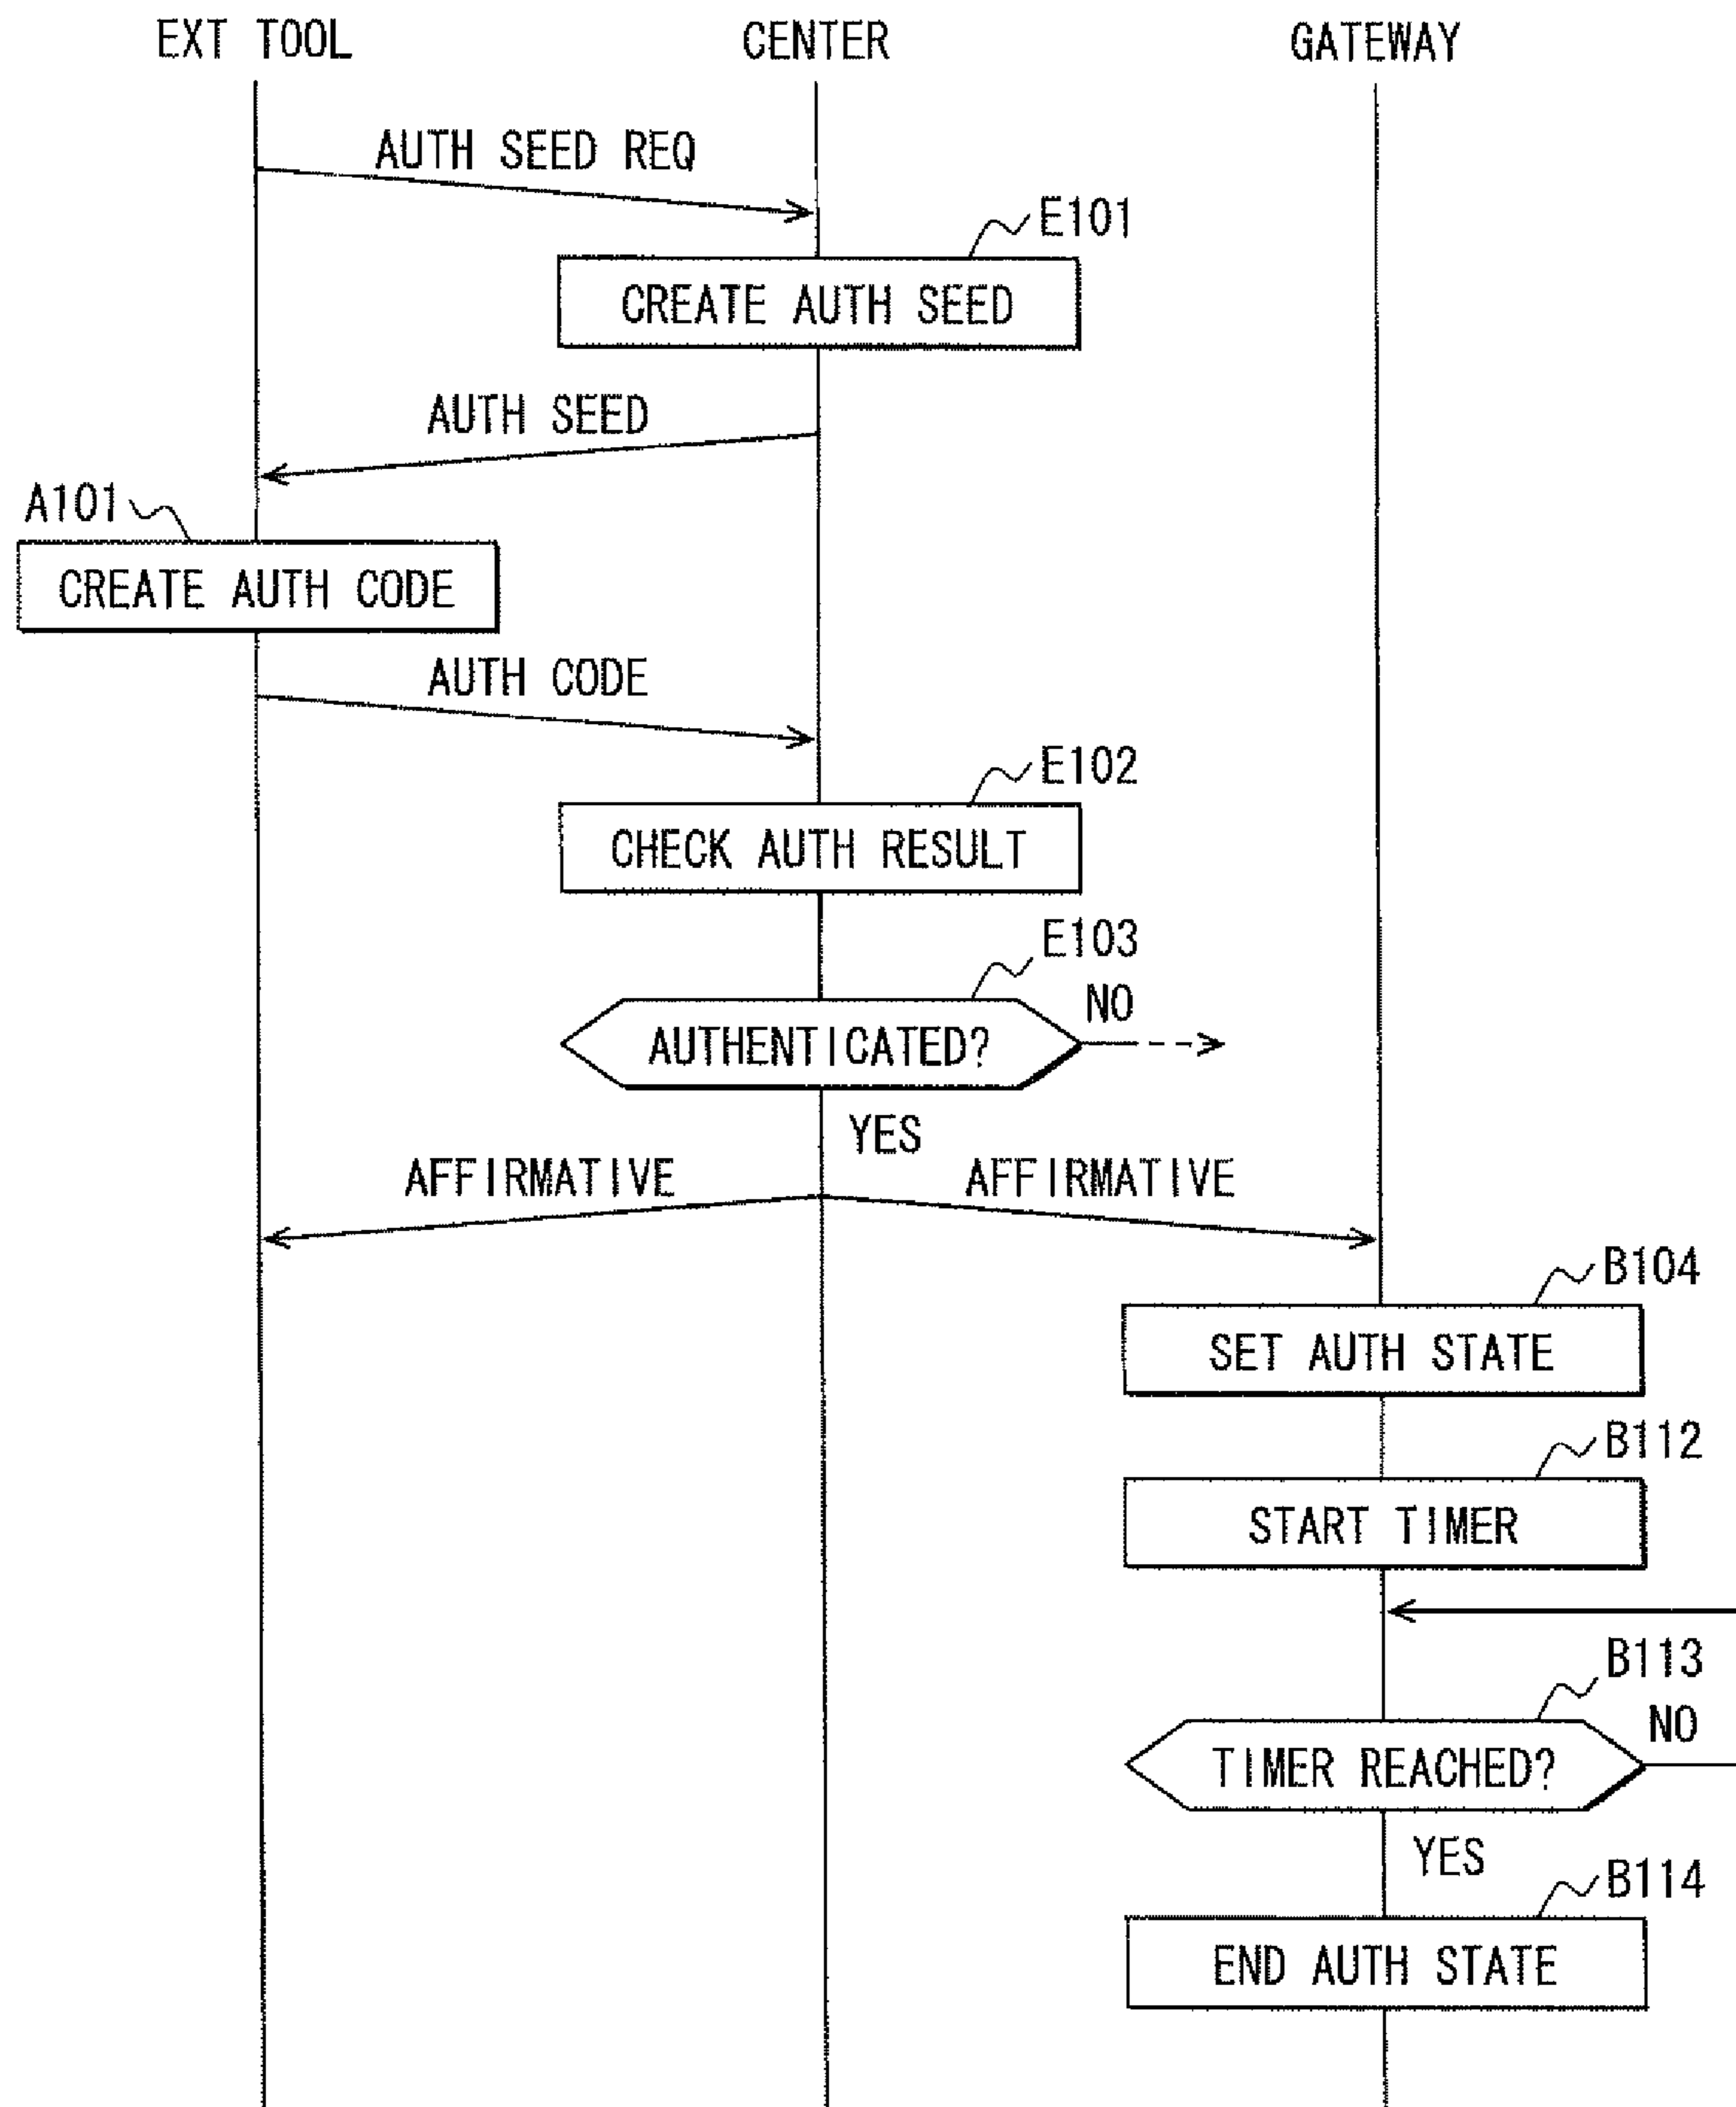 EXT TOOL
CENTER
GATEWAY
AUTH SEED REQ
E101
CREATE AUTH SEED
AUTH SEED
A101
CREATE AUTH CODE
AUTH CODE
E102
CHECK AUTH RESULT
E103
NO
AUTHENTICATED?
YES
AFFIRMATIVE
AFFIRMATIVE
B104
SET AUTH STATE
B112
START TIMER
B113
NO
TIMER REACHED?
YES
B114
END AUTH STATE